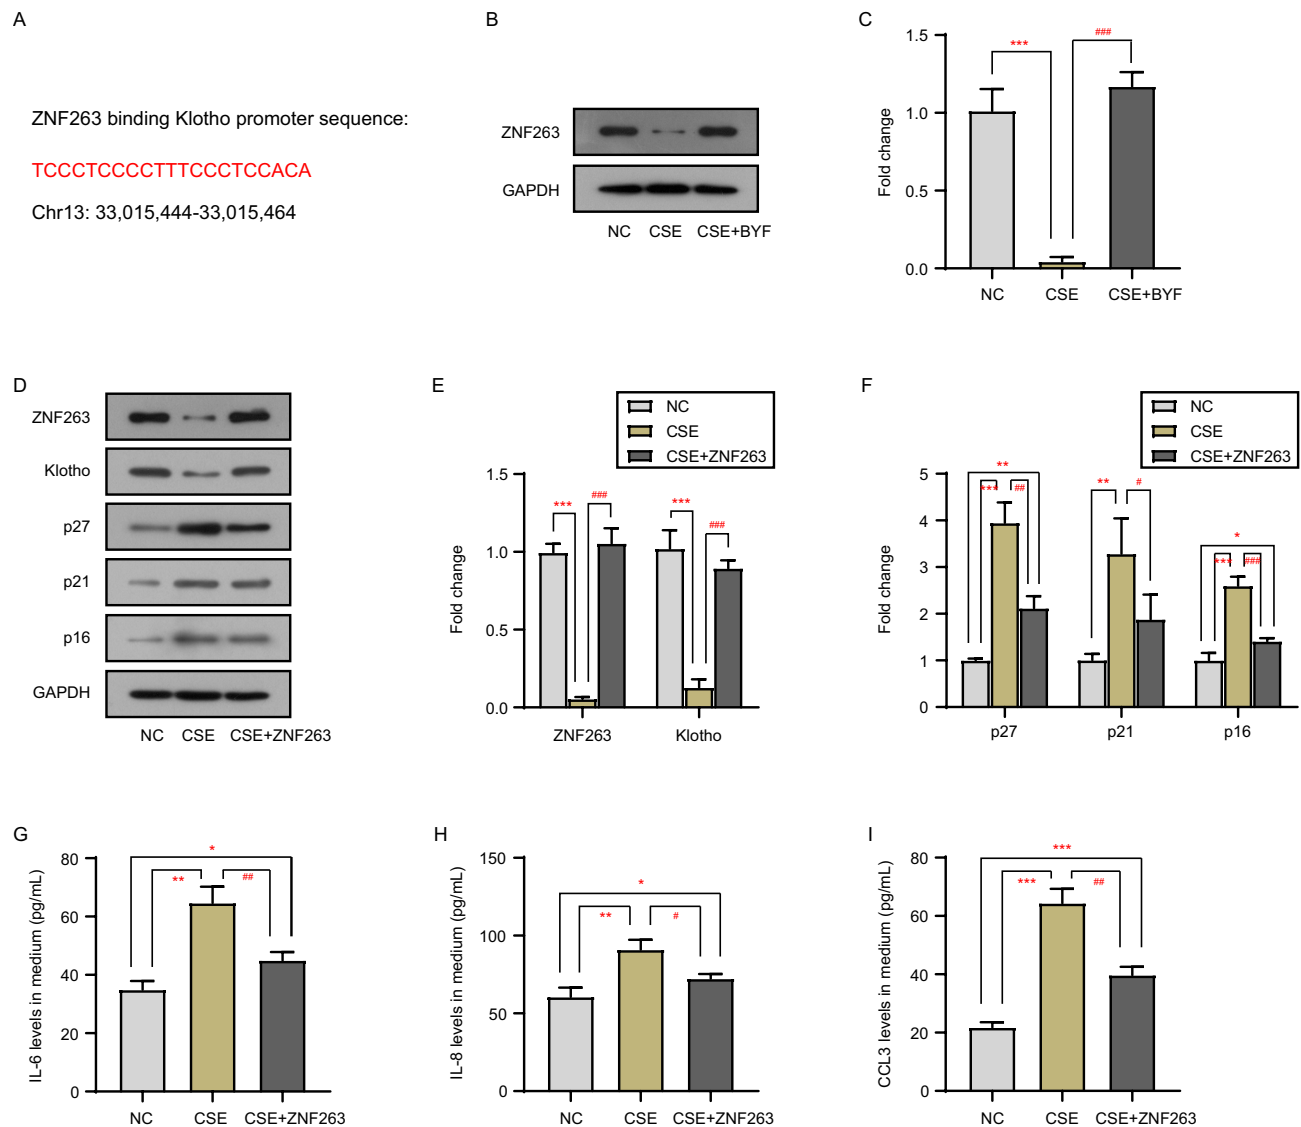 A
ZNF263 binding Klotho promoter sequence:
TCCCTCCCCTTTCCCTCCACA
Chr13: 33,015,444-33,015,464
B
ZNF263
GAPDH
NC CSE CSE+BYF
C
Fold change
1.5
1.0
0.5
0.0
*** ###
NC CSE CSE+BYF
D
ZNF263
Klotho
p27
p21
p16
GAPDH
NC CSE CSE+ZNF263
E
NC
CSE
CSE+ZNF263
Fold change
1.5
1.0
0.5
0.0
*** ### *** ###
ZNF263 Klotho
F
NC
CSE
CSE+ZNF263
Fold change
5
4
3
2
1
0
**
*** ##
** #
*
*** ###
p27 p21 p16
G
IL-6 levels in medium (pg/mL)
80
60
40
20
0
*
** ##
NC CSE CSE+ZNF263
H
IL-8 levels in medium (pg/mL)
150
100
50
0
*
** #
NC CSE CSE+ZNF263
I
CCL3 levels in medium (pg/mL)
80
60
40
20
0
***
*** ##
NC CSE CSE+ZNF263